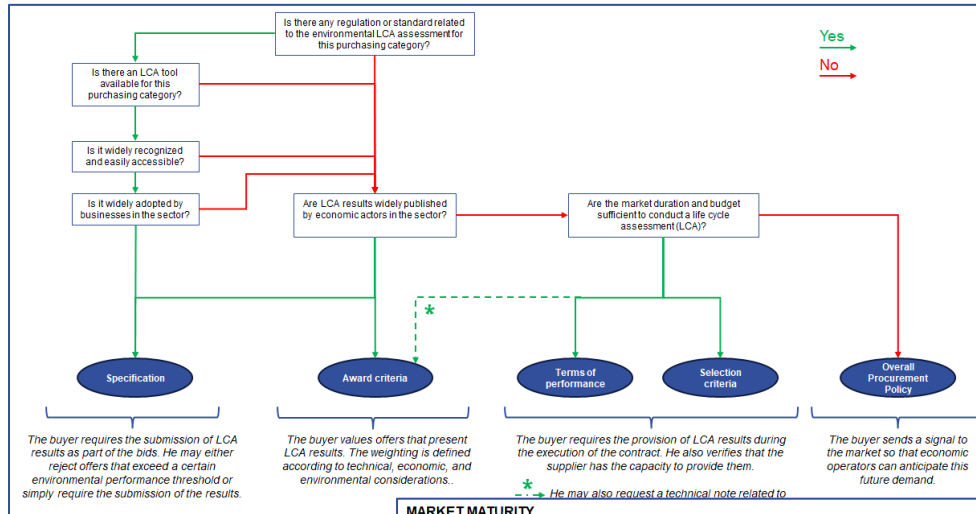 Is there any regulation or standard related
to the environmental LCA assessment for
this purchasing category?
Yes
No
Is there an LCA tool
available for this
purchasing category?
Is it widely recognized
and easily accessible?
Is it widely adopted by
businesses in the sector?
Are LCA results widely published
by economic actors in the sector?
Are the market duration and budget
sufficient to conduct a life cycle
assessment (LCA)?
*
Specification
Award criteria
Terms of
performance
Selection
criteria
Overall
Procurement
Policy
The buyer requires the submission of LCA
results as part of the bids. He may either
reject offers that exceed a certain
environmental performance threshold or
simply require the submission of the results.
The buyer values offers that present
LCA results. The weighting is defined
according to technical, economic, and
environmental considerations..
The buyer requires the provision of LCA results during
the execution of the contract. He also verifies that the
supplier has the capacity to provide them.
* He may also request a technical note related to
The buyer sends a signal to
the market so that economic
operators can anticipate this
future demand.
MARKET MATURITY